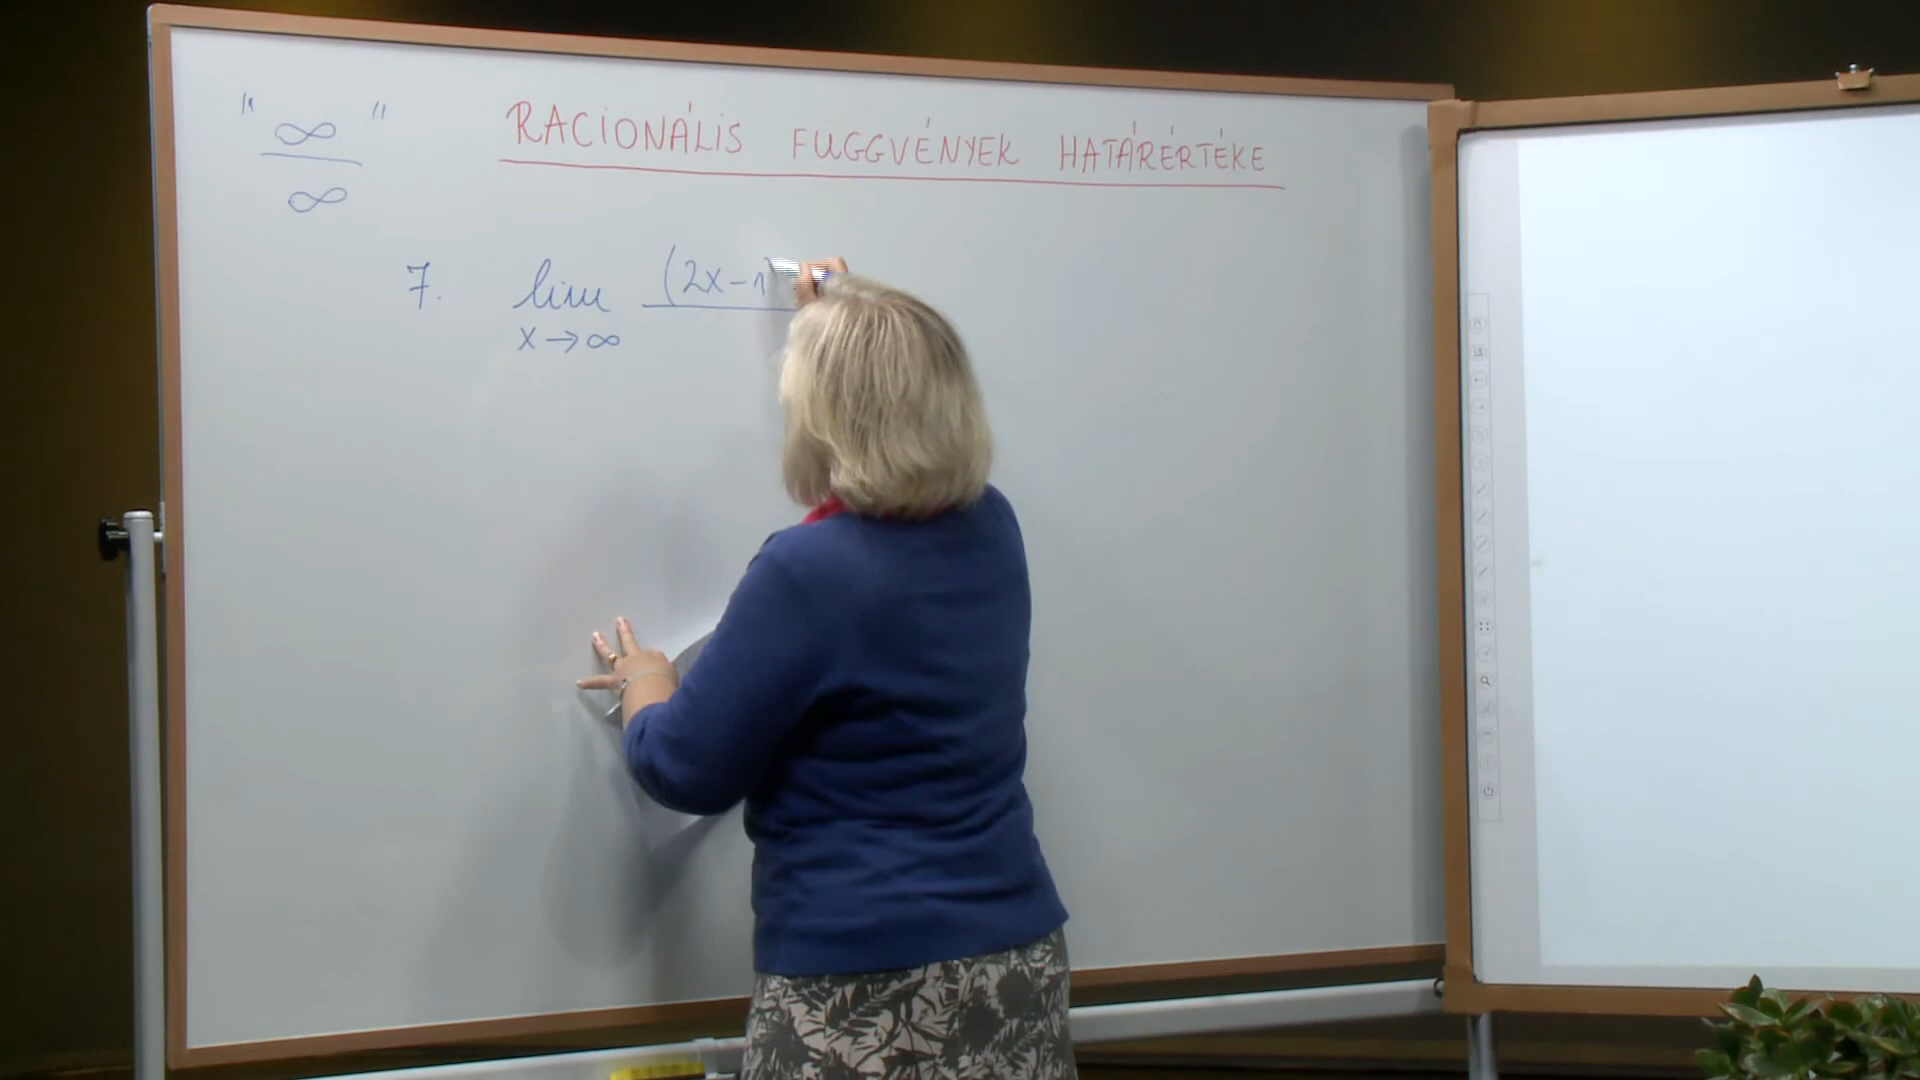 " ∞ / ∞ "
RACIONÁLIS FÜGGVÉNYEK HATÁRÉRTÉKE
7. lim (2x-1)
x→∞